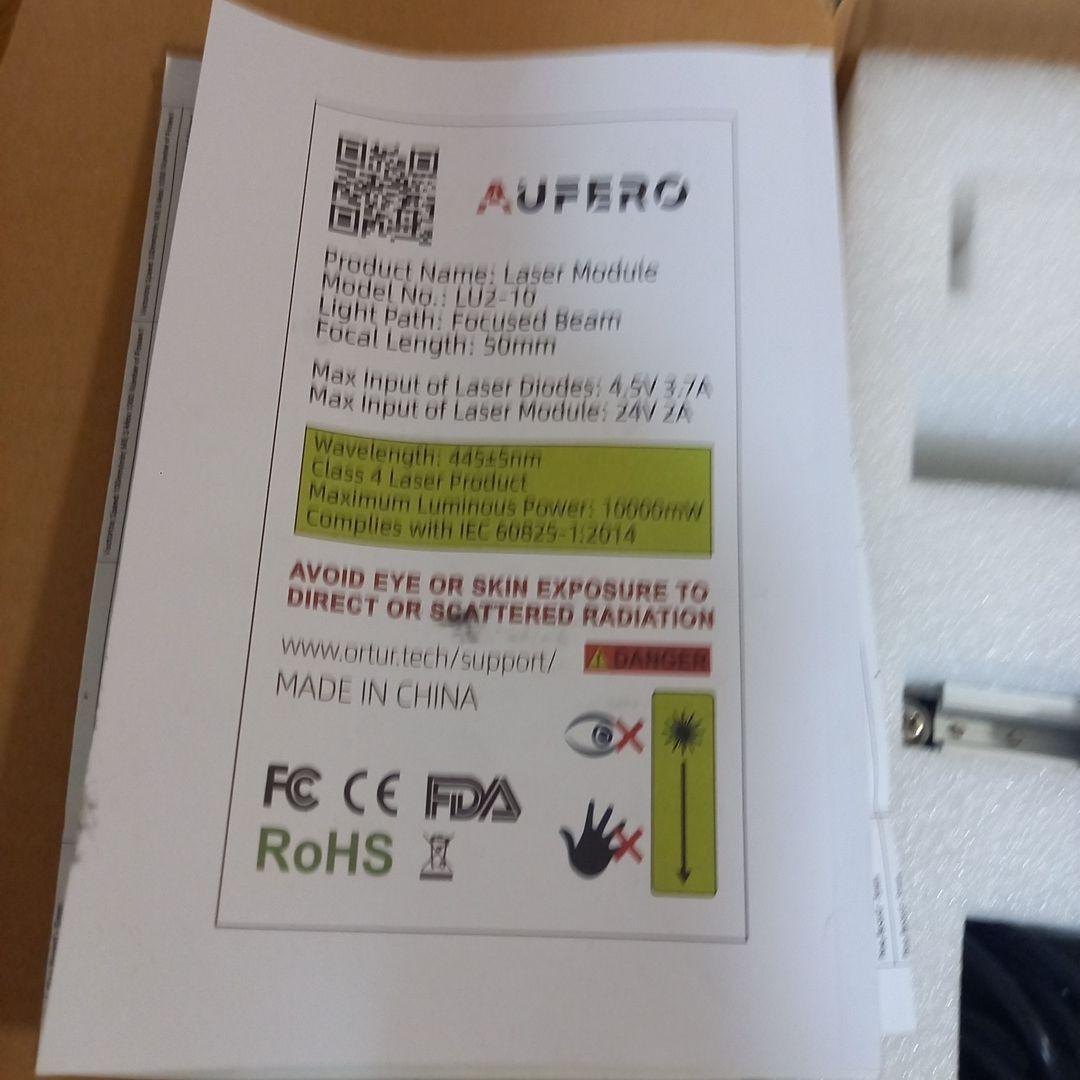 AUFERO
Product Name: Laser Module
Model No.: LU2-10
Light Path: Focused Beam
Focal Length: 50mm
Max Input of Laser Diodes: 4.5V 3.7A
Max Input of Laser Module: 24V 2A
Wavelength: 445±5nm
Class 4 Laser Product
Maximum Luminous Power: 10000mW
Complies with IEC 60825-1:2014
AVOID EYE OR SKIN EXPOSURE TO
DIRECT OR SCATTERED RADIATION
www.ortur.tech/support/
DANGER
MADE IN CHINA
FC CE FDA
RoHS